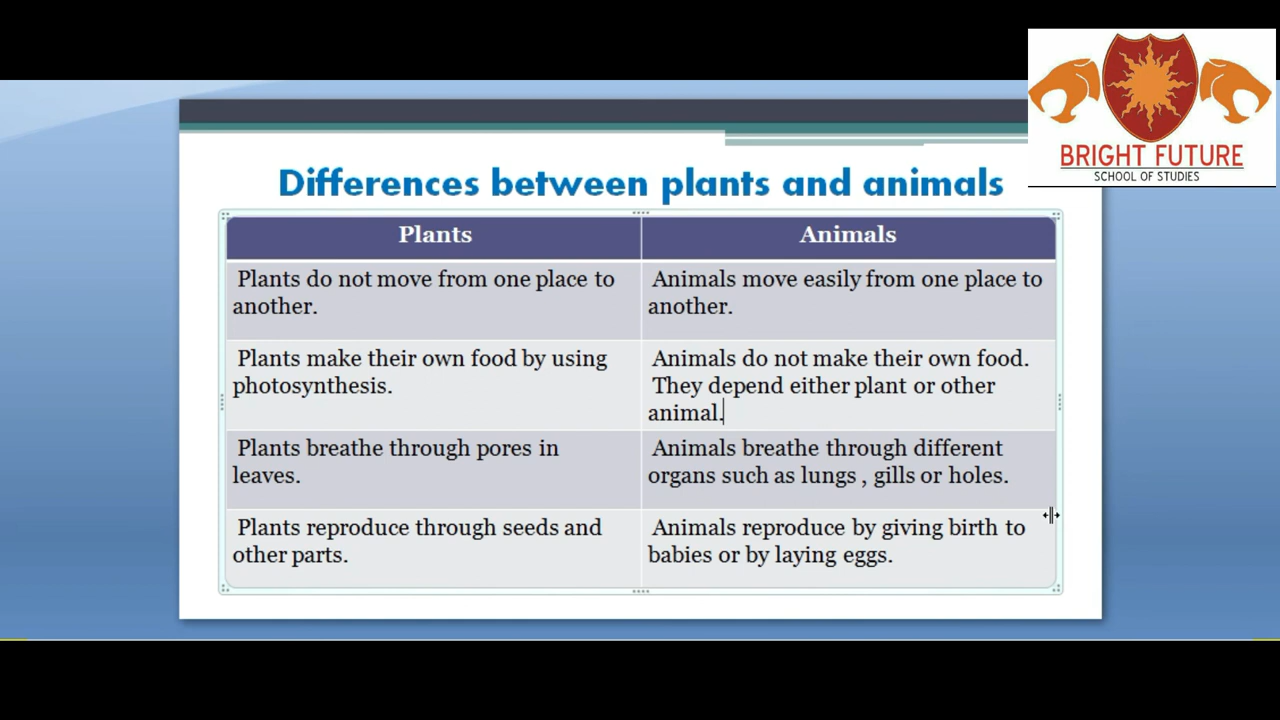 BRIGHT FUTURE
SCHOOL OF STUDIES
Differences between plants and animals
Plants
Animals
Plants do not move from one place to
another.
Animals move easily from one place to
another.
Plants make their own food by using
photosynthesis.
Animals do not make their own food.
They depend either plant or other
animal.
Plants breathe through pores in
leaves.
Animals breathe through different
organs such as lungs , gills or holes.
Plants reproduce through seeds and
other parts.
Animals reproduce by giving birth to
babies or by laying eggs.